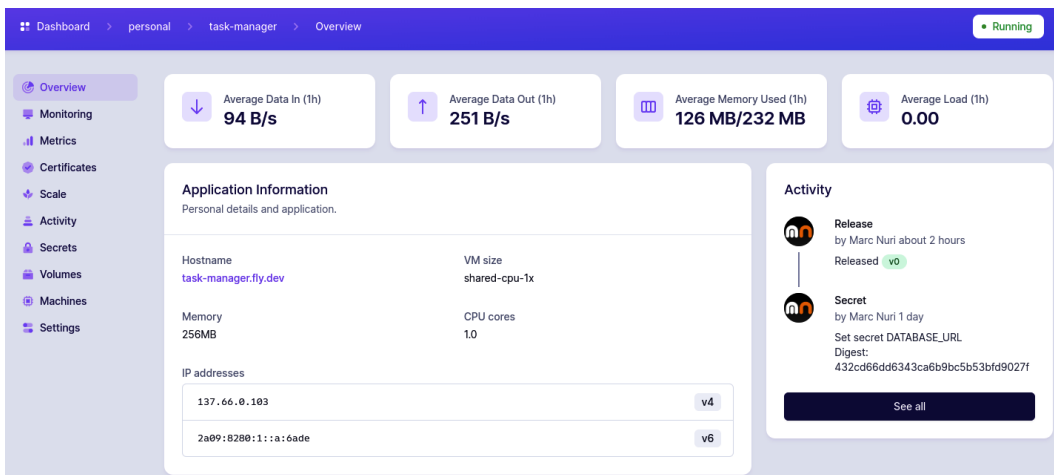 Dashboard > personal > task-manager > Overview
Running
Overview
Monitoring
Metrics
Certificates
Scale
Activity
Secrets
Volumes
Machines
Settings
Average Data In (1h)
94 B/s
Average Data Out (1h)
251 B/s
Average Memory Used (1h)
126 MB/232 MB
Average Load (1h)
0.00
Application Information
Personal details and application.
Hostname
task-manager.fly.dev
VM size
shared-cpu-1x
Memory
256MB
CPU cores
1.0
IP addresses
137.66.0.103 v4
2a09:8280:1::a:6ade v6
Activity
Release
by Marc Nuri about 2 hours
Released v0
Secret
by Marc Nuri 1 day
Set secret DATABASE_URL
Digest:
432cd66dd6343ca6b9bc5b53bfd9027f
See all